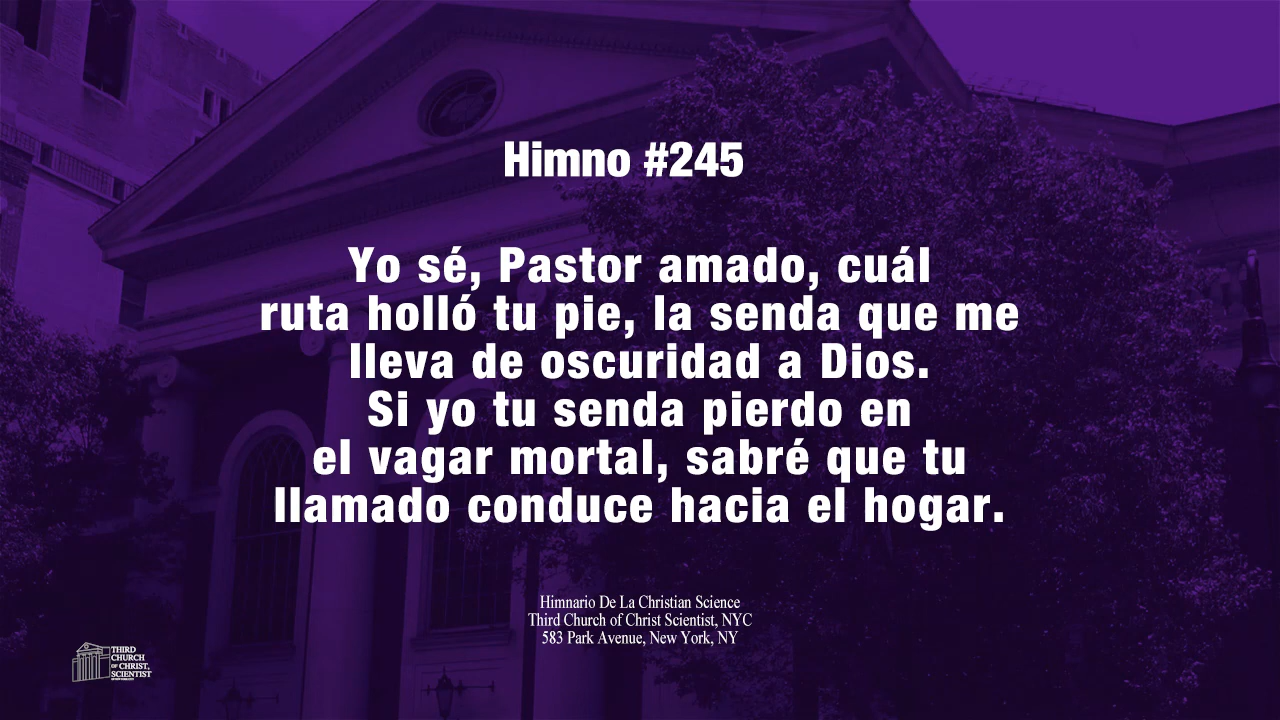 Himno #245
Yo sé, Pastor amado, cuál
ruta holló tu pie, la senda que me
lleva de oscuridad a Dios.
Si yo tu senda pierdo en
el vagar mortal, sabré que tu
llamado conduce hacia el hogar.
Himnario De La Christian Science
Third Church of Christ Scientist, NYC
583 Park Avenue, New York, NY
THIRD
CHURCH
OF CHRIST,
SCIENTIST